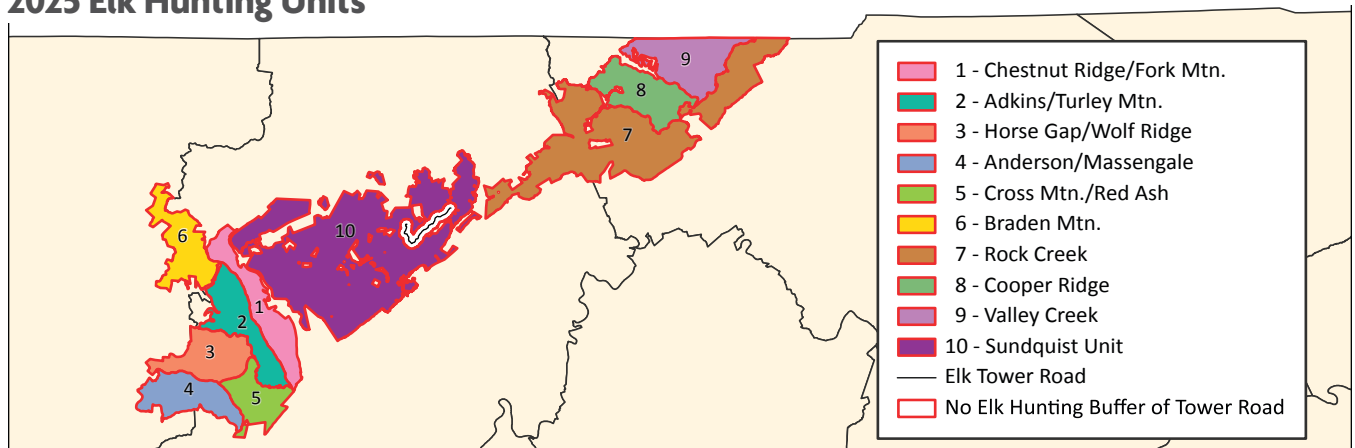 2025 Elk Hunting Units
9
8
7
10
6
1
2
3
4
5
1 - Chestnut Ridge/Fork Mtn.
2 - Adkins/Turley Mtn.
3 - Horse Gap/Wolf Ridge
4 - Anderson/Massengale
5 - Cross Mtn./Red Ash
6 - Braden Mtn.
7 - Rock Creek
8 - Cooper Ridge
9 - Valley Creek
10 - Sundquist Unit
Elk Tower Road
No Elk Hunting Buffer of Tower Road